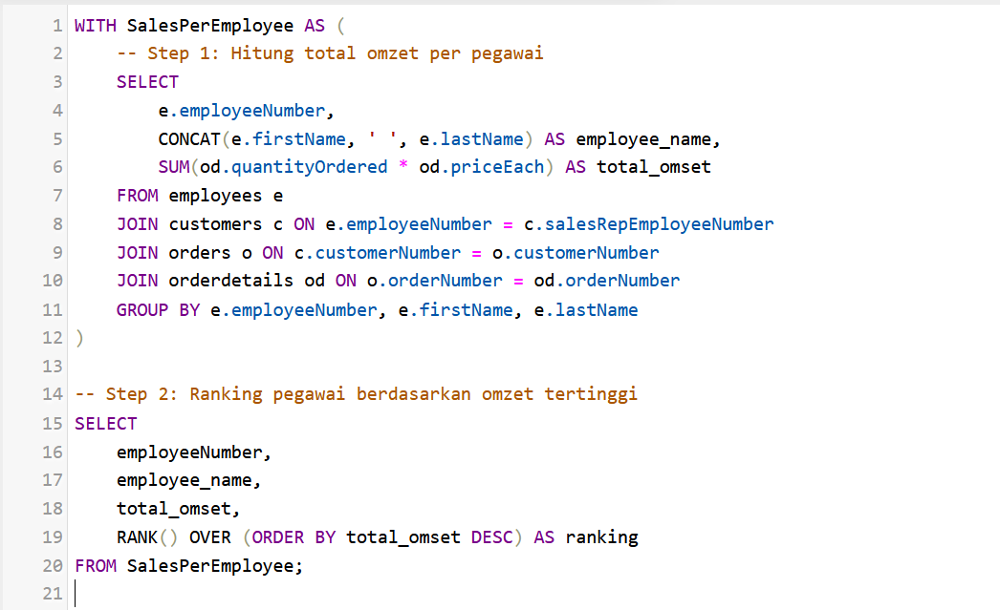 1 WITH SalesPerEmployee AS (
2     -- Step 1: Hitung total omzet per pegawai
3     SELECT
4         e.employeeNumber,
5         CONCAT(e.firstName, ' ', e.lastName) AS employee_name,
6         SUM(od.quantityOrdered * od.priceEach) AS total_omset
7     FROM employees e
8     JOIN customers c ON e.employeeNumber = c.salesRepEmployeeNumber
9     JOIN orders o ON c.customerNumber = o.customerNumber
10     JOIN orderdetails od ON o.orderNumber = od.orderNumber
11     GROUP BY e.employeeNumber, e.firstName, e.lastName
12 )
13
14 -- Step 2: Ranking pegawai berdasarkan omzet tertinggi
15 SELECT
16     employeeNumber,
17     employee_name,
18     total_omset,
19     RANK() OVER (ORDER BY total_omset DESC) AS ranking
20 FROM SalesPerEmployee;
21